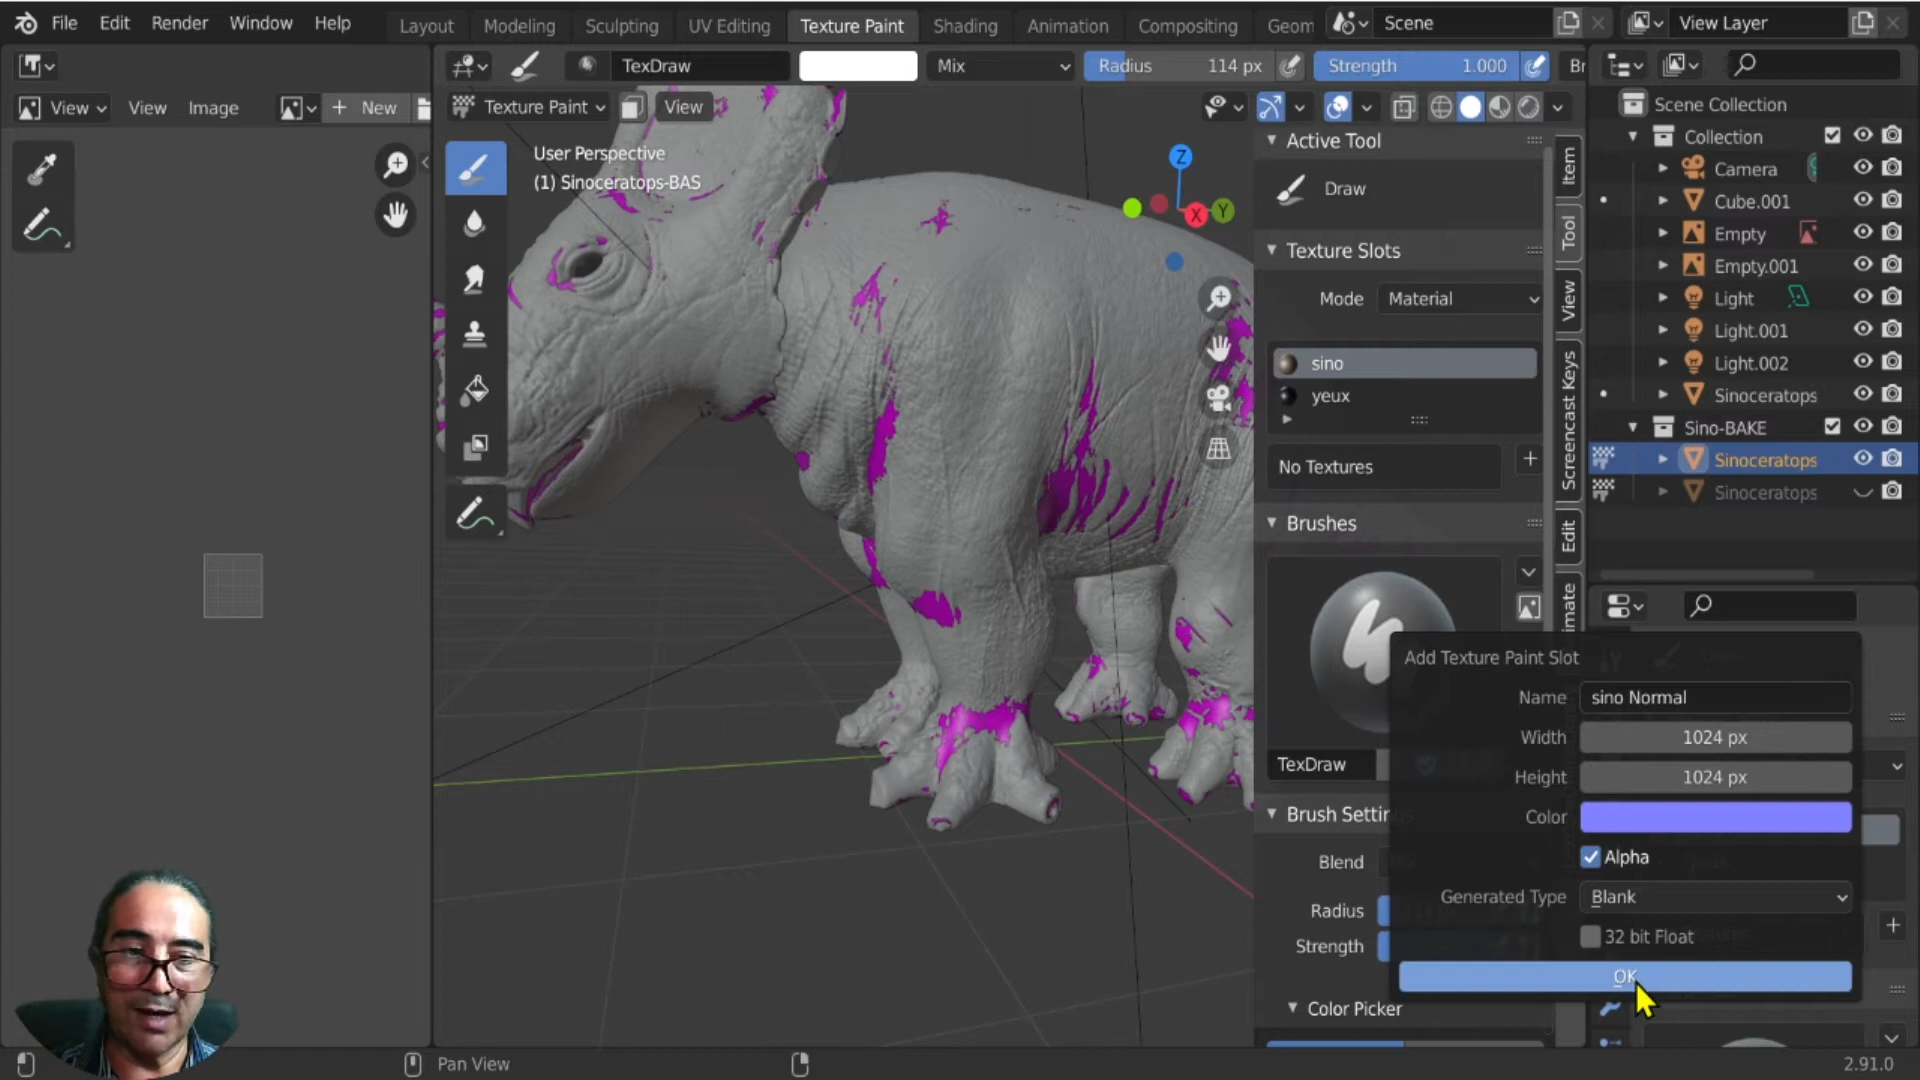 File Edit Render Window Help Layout Modeling Sculpting UV Editing Texture Paint Shading Animation Compositing Geom Scene View Layer
TexDraw Mix Radius 114 px Strength 1.000 Br
View View Image New Texture Paint View
User Perspective
(1) Sinoceratops-BAS
Z
X
Y
Active Tool
Draw
Texture Slots
Mode Material
sino
yeux
No Textures
Brushes
TexDraw
Brush Settin
Blend
Radius
Strength
Color Picker
Item
Tool
View
Screencast Keys
Edit
imate
Scene Collection
Collection
Camera
Cube.001
Empty
Empty.001
Light
Light.001
Light.002
Sinoceratops
Sino-BAKE
Sinoceratops
Sinoceratops
Add Texture Paint Slot
Name sino Normal
Width 1024 px
Height 1024 px
Color
Alpha
Generated Type Blank
32 bit Float
OK
Pan View
2.91.0